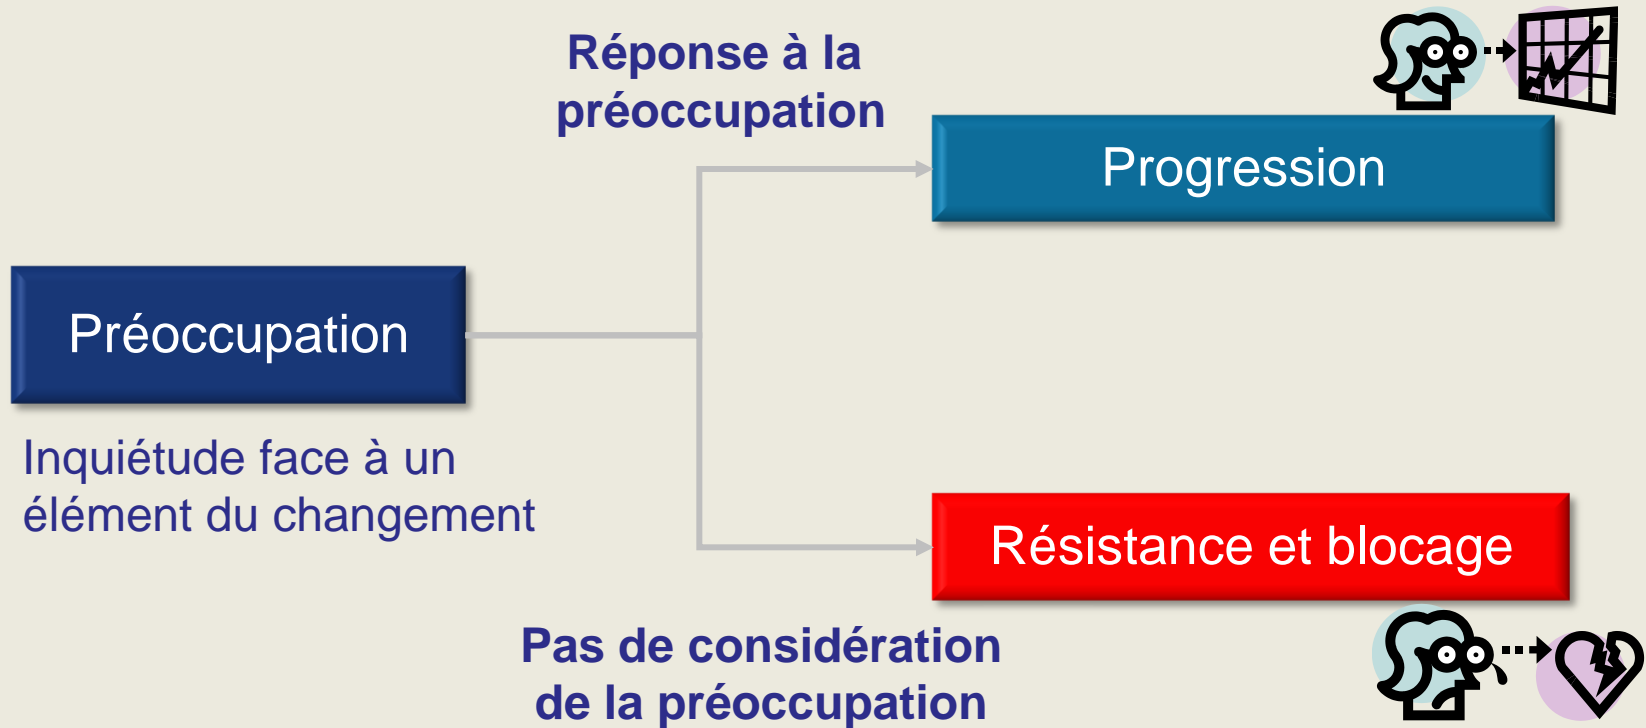 Réponse à la
préoccupation
Progression
Préoccupation
Inquiétude face à un
élément du changement
Résistance et blocage
Pas de considération
de la préoccupation